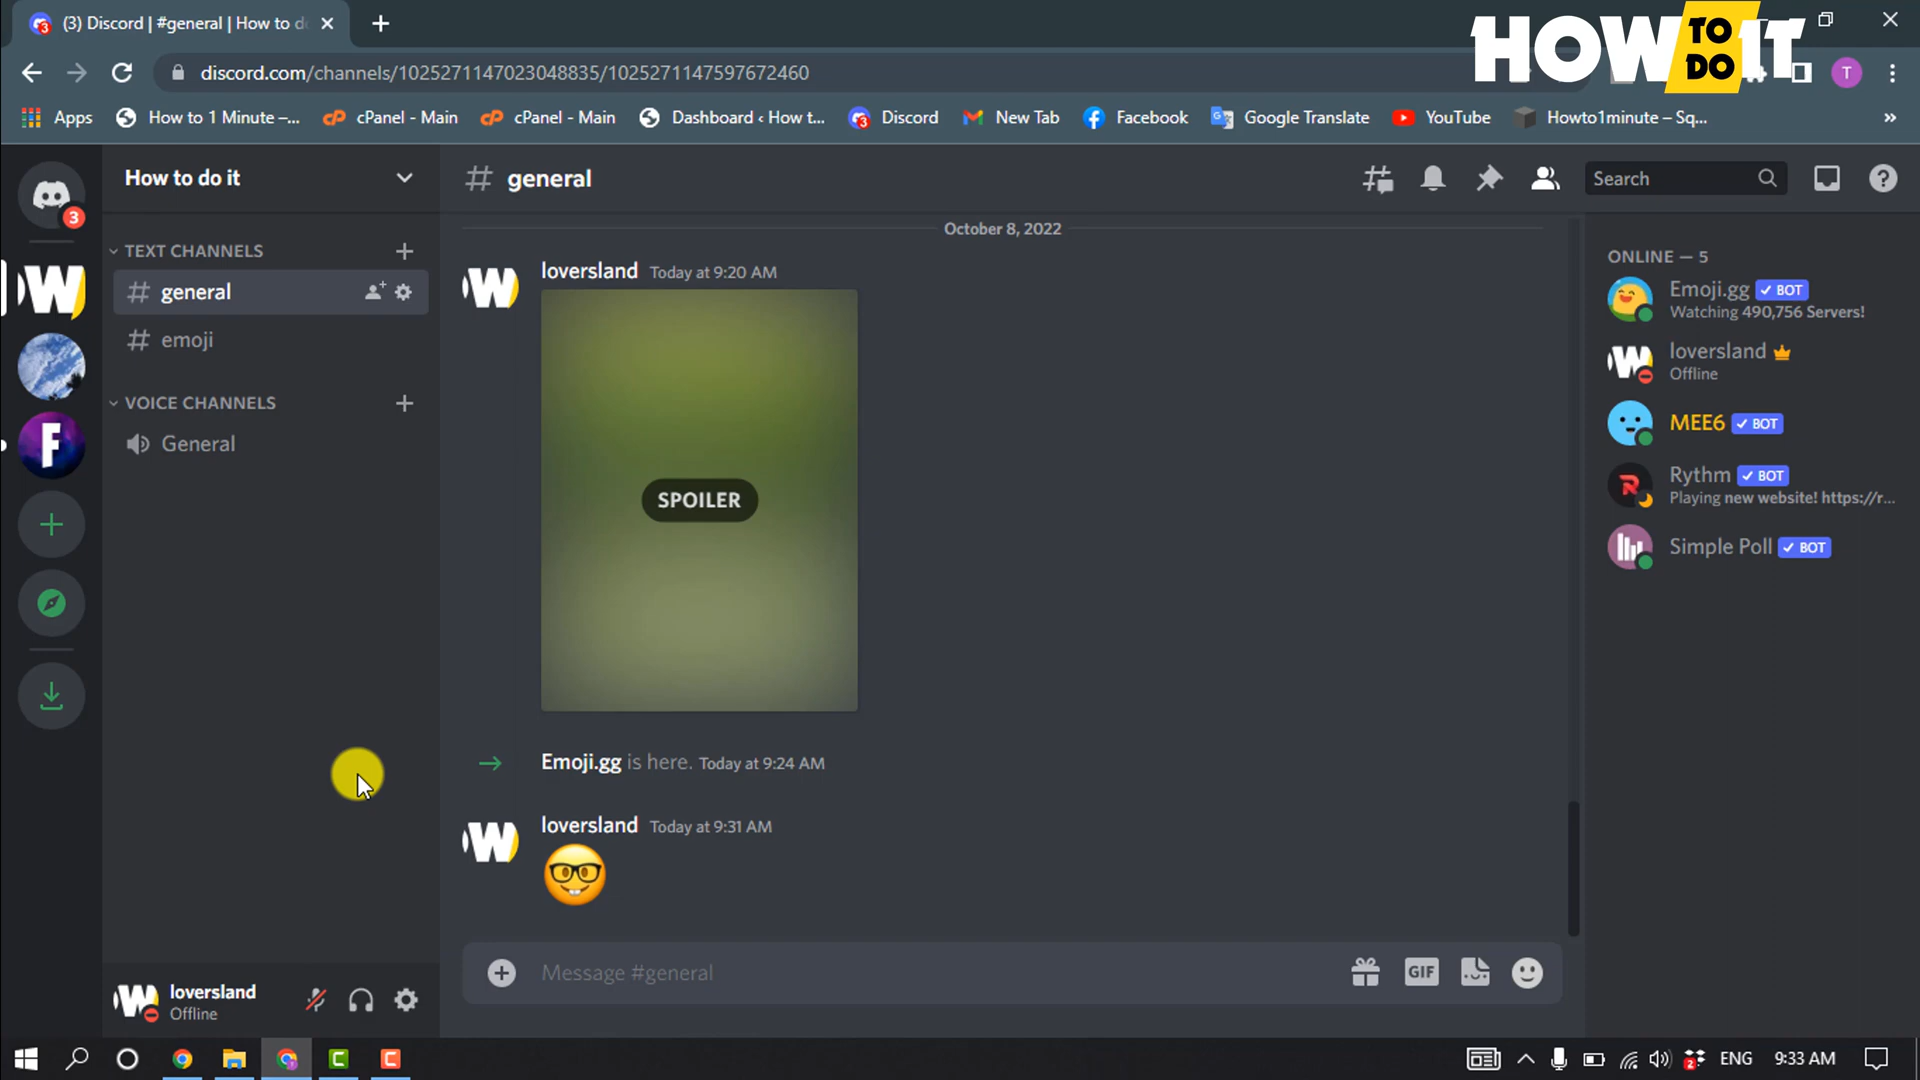 (3) Discord | #general | How to d
HOW TO DO IT
discord.com/channels/1025271147023048835/1025271147597672460
T
Apps
How to 1 Minute –...
cPanel - Main
cPanel - Main
Dashboard ‹ How t...
Discord
New Tab
Facebook
Google Translate
YouTube
Howto1minute – Sq...
»
3
W
F
How to do it
TEXT CHANNELS
general
emoji
VOICE CHANNELS
General
# general
Search
October 8, 2022
loversland Today at 9:20 AM
SPOILER
Emoji.gg is here. Today at 9:24 AM
loversland Today at 9:31 AM
Message #general
GIF
ONLINE — 5
Emoji.gg ✓ BOT
Watching 490,756 Servers!
loversland
Offline
MEE6 ✓ BOT
Rythm ✓ BOT
Playing new website! https://r...
Simple Poll ✓ BOT
loversland
Offline
ENG
9:33 AM